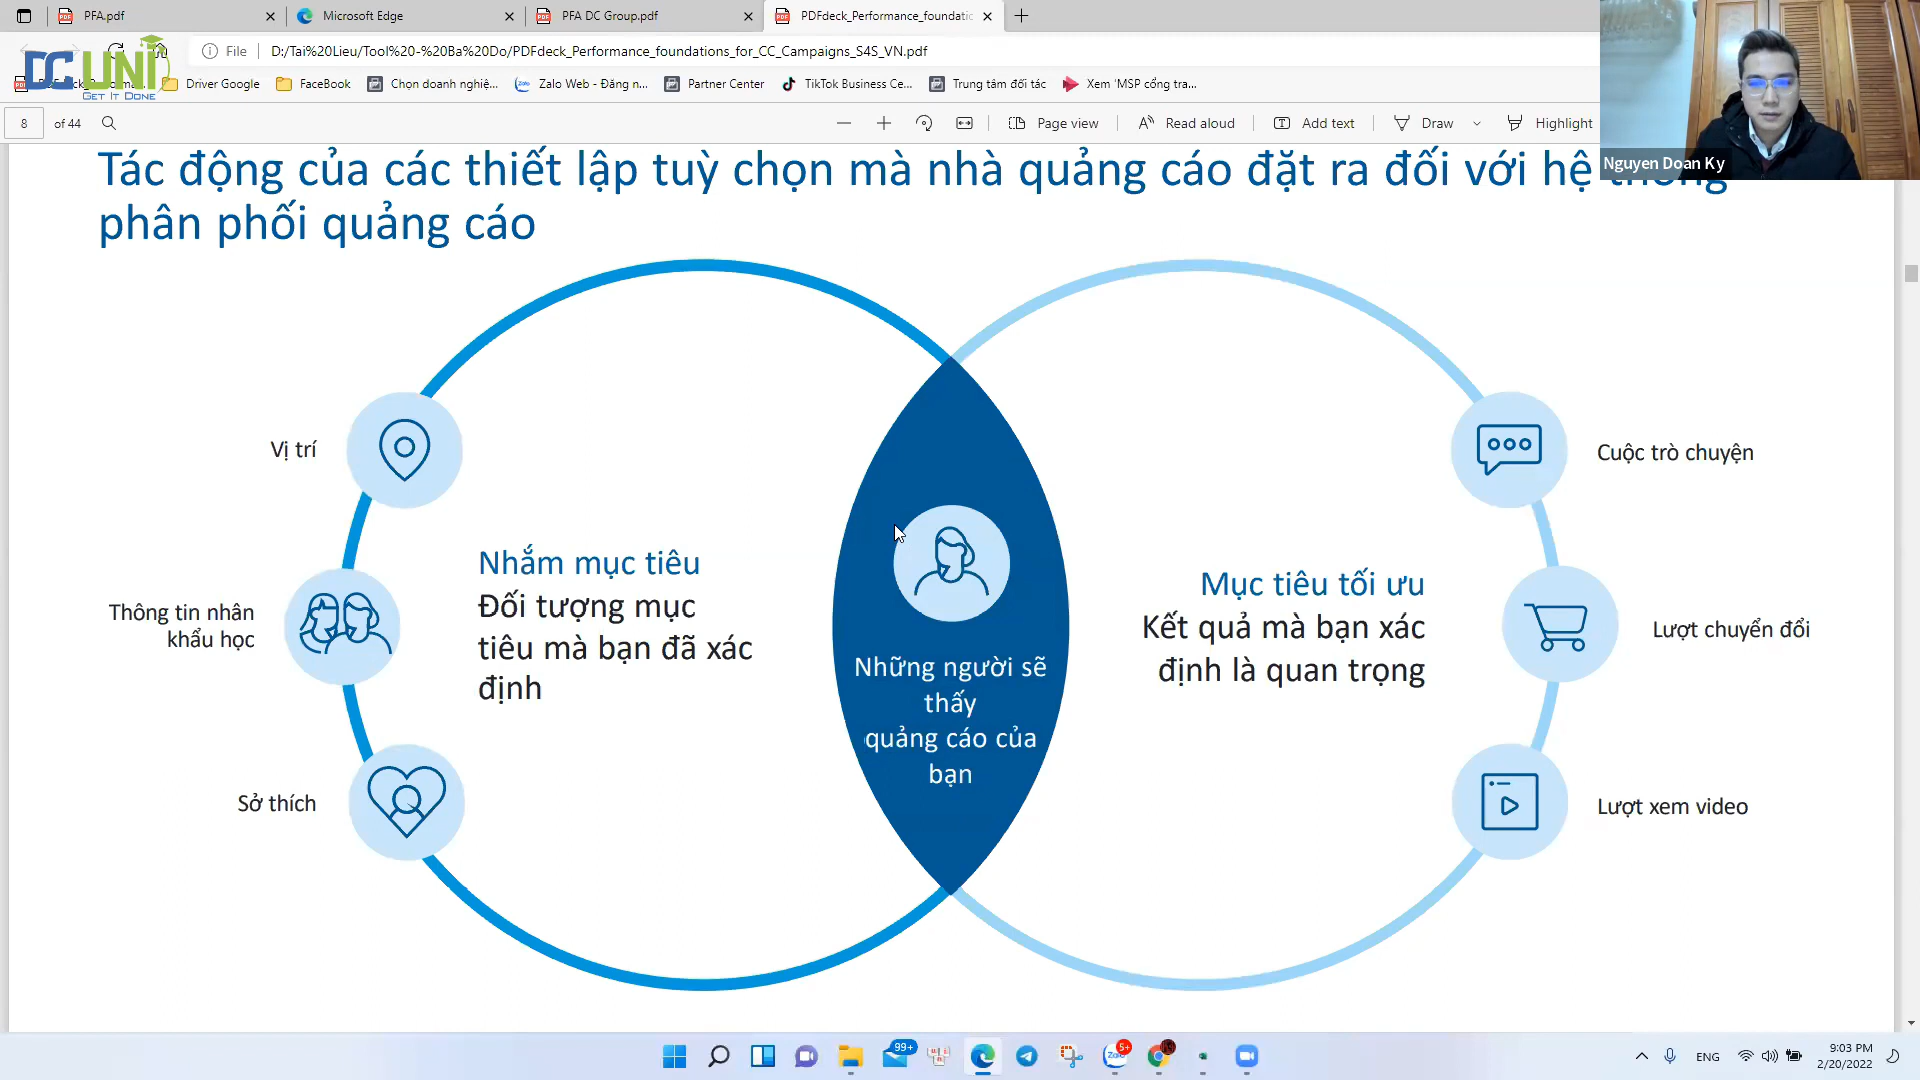 PFA.pdf
Microsoft Edge
PFA DC Group.pdf
PDFdeck_Performance_foundatic
File
D:/Tai%20Lieu/Tool%20-%20Ba%20Do/PDFdeck_Performance_foundations_for_CC_Campaigns_S4S_VN.pdf
DC UNI
GET IT DONE
Driver Google
FaceBook
Chọn doanh nghiệ...
Zalo Web - Đăng n...
Partner Center
TikTok Business Ce...
Trung tâm đối tác
Xem 'MSP cổng tra...
8 of 44
Page view
Read aloud
Add text
Draw
Highlight
Nguyen Doan Ky
Tác động của các thiết lập tuỳ chọn mà nhà quảng cáo đặt ra đối với hệ thống
phân phối quảng cáo
Vị trí
Thông tin nhân
khẩu học
Sở thích
Nhắm mục tiêu
Đối tượng mục
tiêu mà bạn đã xác
định
Những người sẽ
thấy
quảng cáo của
bạn
Mục tiêu tối ưu
Kết quả mà bạn xác
định là quan trọng
Cuộc trò chuyện
Lượt chuyển đổi
Lượt xem video
99+
Zalo
5+
ENG
9:03 PM
2/20/2022